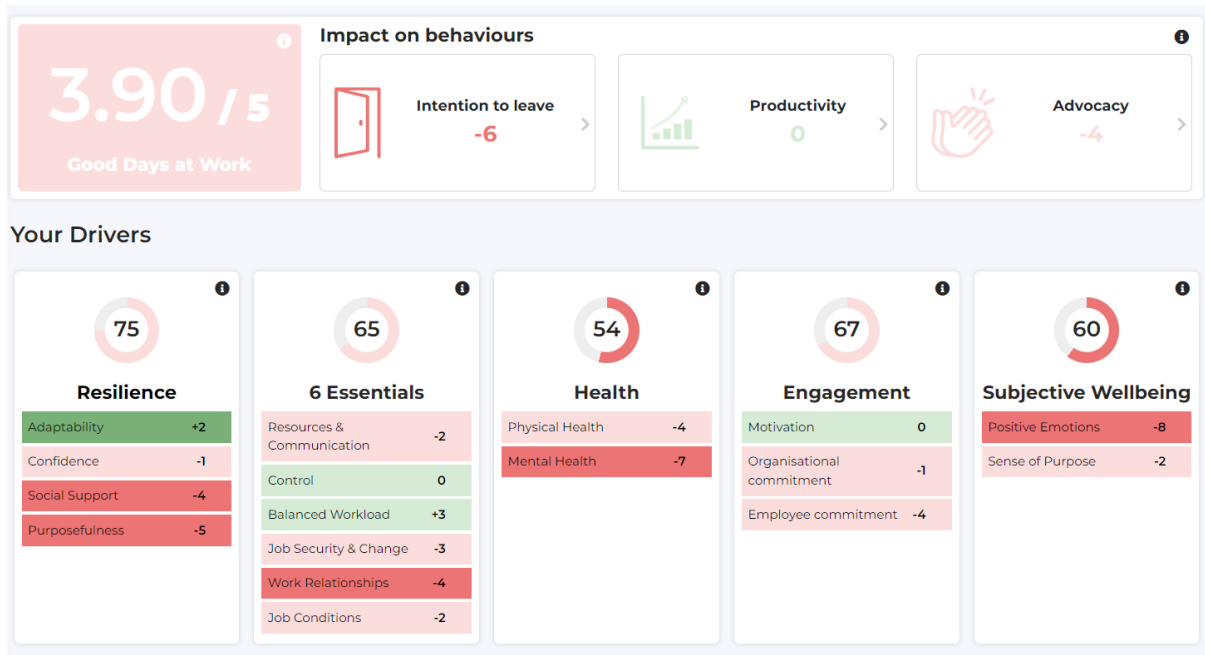 3.90 / 5
Good Days at Work
Impact on behaviours
Intention to leave
-6
Productivity
0
Advocacy
-4
Your Drivers
75
Resilience
Adaptability +2
Confidence -1
Social Support -4
Purposefulness -5
65
6 Essentials
Resources &
Communication -2
Control 0
Balanced Workload +3
Job Security & Change -3
Work Relationships -4
Job Conditions -2
54
Health
Physical Health -4
Mental Health -7
67
Engagement
Motivation 0
Organisational
commitment -1
Employee commitment -4
60
Subjective Wellbeing
Positive Emotions -8
Sense of Purpose -2